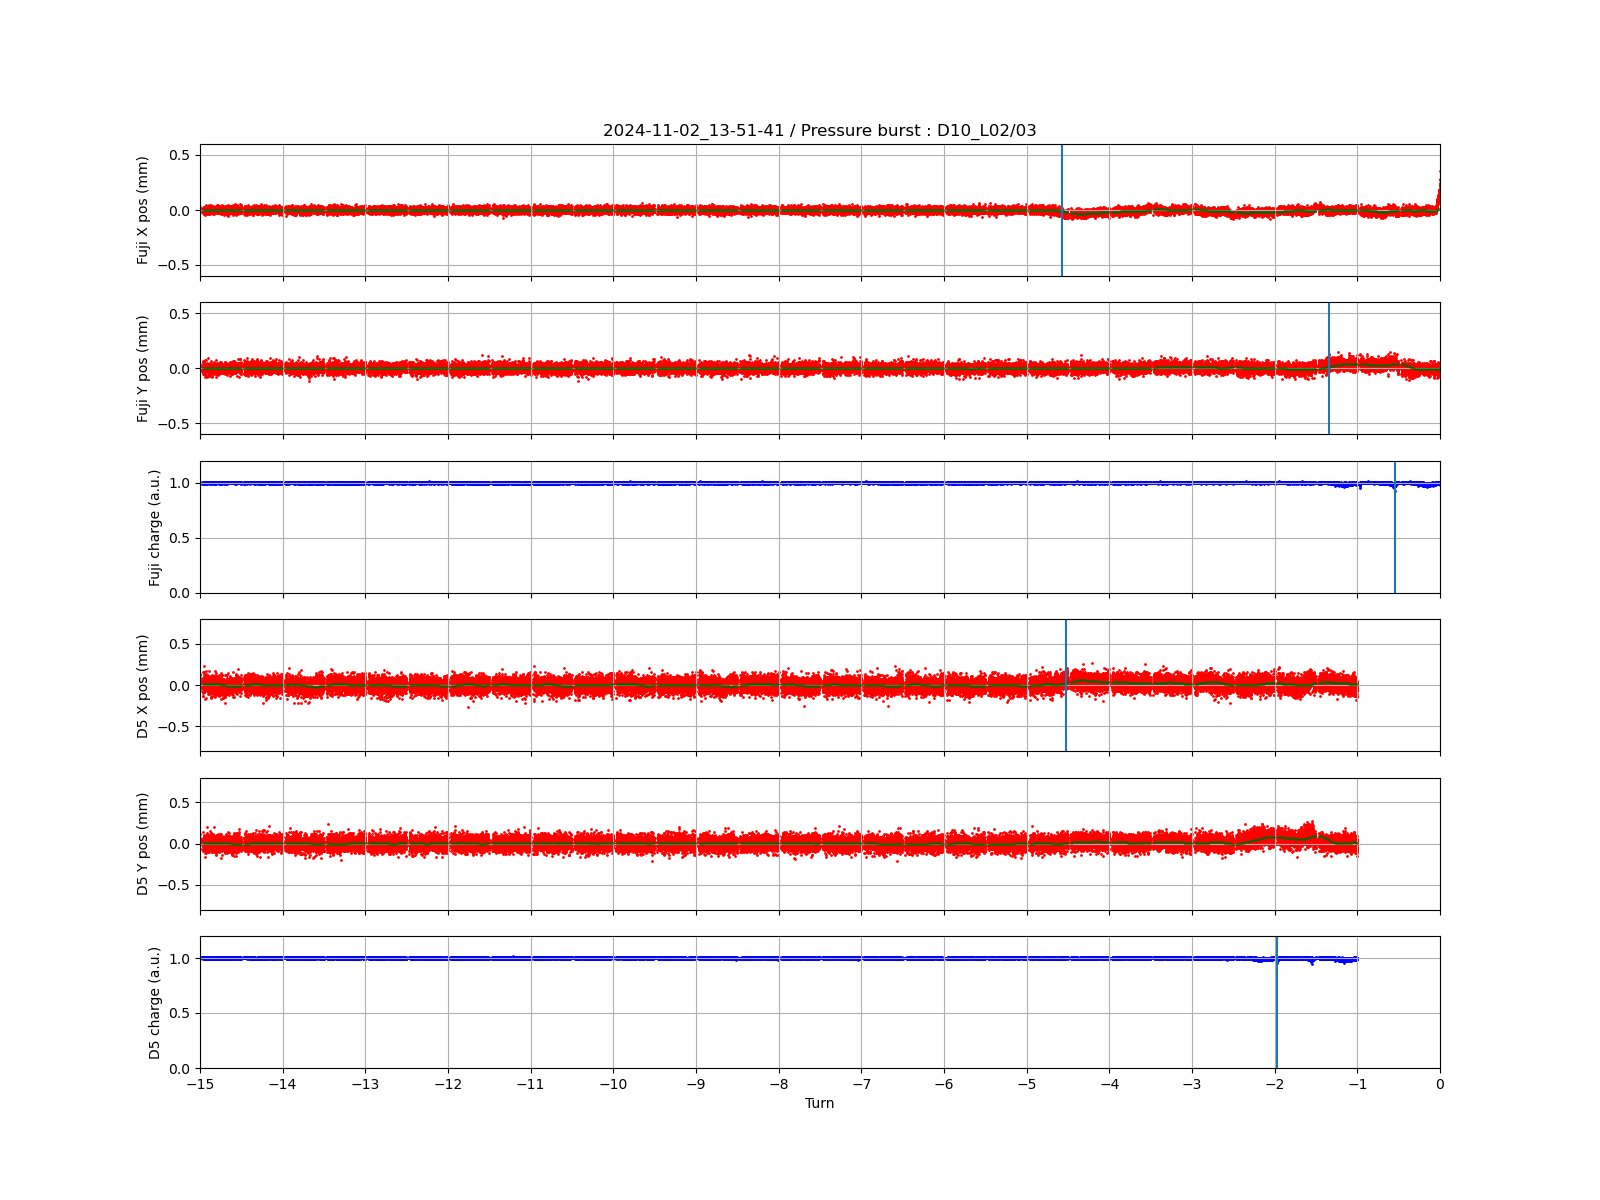 2024-11-02_13-51-41 / Pressure burst : D10_L02/03
Fuji X pos (mm)
0.5
0.0
−0.5
Fuji Y pos (mm)
0.5
0.0
−0.5
Fuji charge (a.u.)
1.0
0.5
0.0
D5 X pos (mm)
0.5
0.0
−0.5
D5 Y pos (mm)
0.5
0.0
−0.5
D5 charge (a.u.)
1.0
0.5
0.0
−15 −14 −13 −12 −11 −10 −9 −8 −7 −6 −5 −4 −3 −2 −1 0
Turn